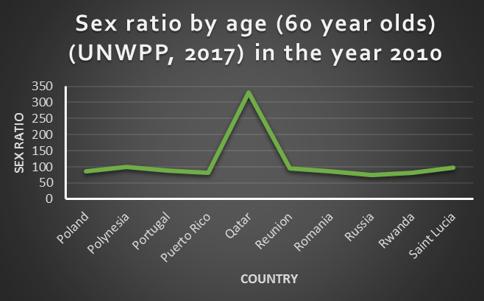 Sex ratio by age (60 year olds)
(UNWPP, 2017) in the year 2010
350
300
250
200
150
100
50
0
SEX RATIO
Poland
Polynesia
Portugal
Puerto Rico
Qatar
Reunion
Romania
Russia
Rwanda
Saint Lucia
COUNTRY